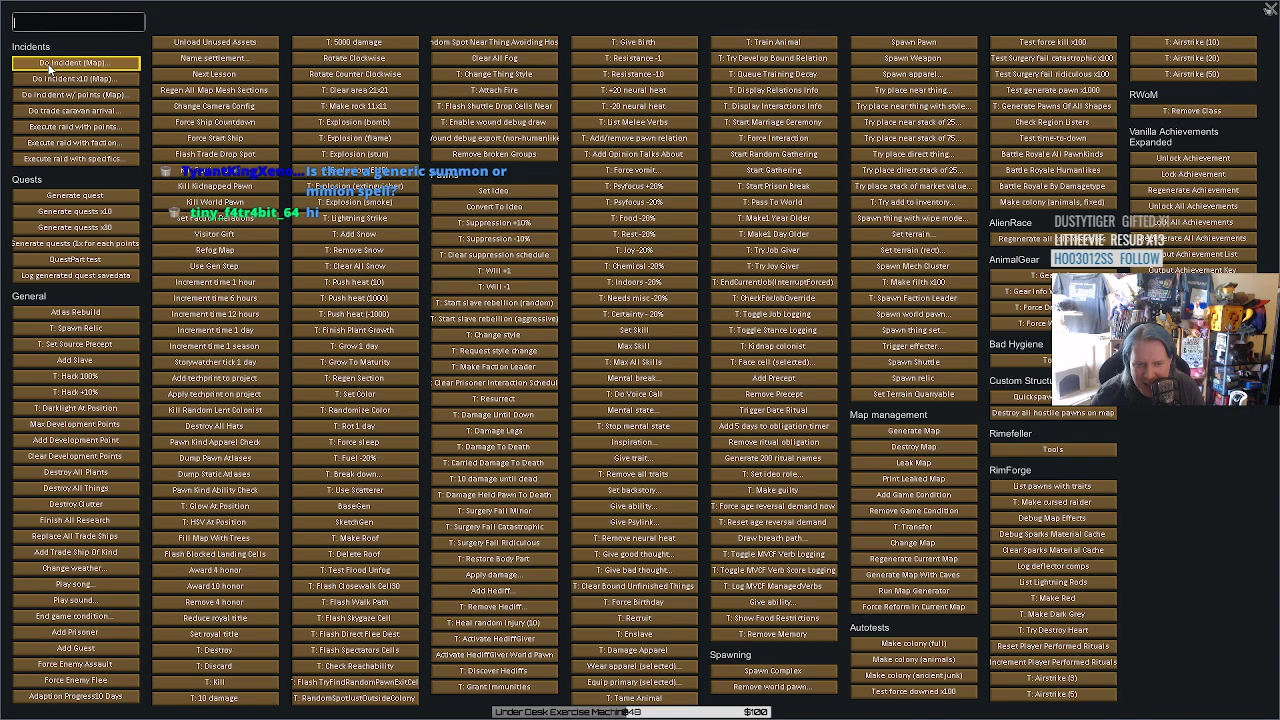 Incidents
Do Incident (Map)...
Do incident x10 (Map)...
Do incident w/ points (Map)...
Do trade caravan arrival...
Execute raid with points...
Execute raid with faction...
Execute raid with specifics...
Quests
Generate quest
Generate quests x10
Generate quests x30
Generate quests (1x for each points
QuestPart test
Log generated quest savedata
General
Atlas Rebuild
T: Spawn Relic
T: Set Source Precept
Add Slave
T: Hack 100%
T: Hack +10%
T: Darklight At Position
Max Development Points
Add Development Point
Clear Development Points
Destroy All Plants
Destroy All Things
Destroy Clutter
Finish All Research
Replace All Trade Ships
Add Trade Ship Of Kind
Change weather...
Play song...
Play sound...
End game condition...
Add Prisoner
Add Guest
Force Enemy Assault
Force Enemy Flee
Adaption Progress10 Days
Unload Unused Assets
Name settlement...
Next Lesson
Regen All Map Mesh Sections
Change Camera Config
Force Ship Countdown
Force Start Ship
Flash Trade Drop Spot
Kill Kidnapped Pawn
Kill World Pawn
Set Faction Relations
Visitor Gift
Refog Map
Use Gen Step
Increment time 1 hour
Increment time 6 hours
Increment time 12 hours
Increment time 1 day
Increment time 1 season
Storywatcher tick 1 day
Add techprint to project
Apply techprint on project
Kill Random Lent Colonist
Destroy All Hats
Pawn Kind Apparel Check
Dump Pawn Atlases
Dump Static Atlases
Pawn Kind Ability Check
T: Glow At Position
T: HSV At Position
Fill Map With Trees
Flash Blocked Landing Cells
Award 4 honor
Award 10 honor
Remove 4 honor
Reduce royal title
Set royal title
T: Destroy
T: Discard
T: Kill
T: 10 damage
T: 5000 damage
Rotate Clockwise
Rotate Counter Clockwise
T: Clear area 21x21
T: Make rock 11x11
T: Explosion (bomb)
T: Explosion (flame)
T: Explosion (stun)
T: Explosion (extinguisher)
T: Explosion (smoke)
T: Lightning Strike
T: Add Snow
T: Remove Snow
T: Clear All Snow
T: Push heat (10)
T: Push heat (1000)
T: Push heat (-1000)
T: Finish Plant Growth
T: Grow 1 day
T: Grow To Maturity
T: Regen Section
T: Set Color
T: Randomize Color
T: Rot 1 day
T: Force sleep
T: Fuel -20%
T: Break down...
T: Use Scatterer
BaseGen
SketchGen
T: Make Roof
T: Delete Roof
T: Test Flood Unfog
T: Flash Closewalk Cell30
T: Flash Walk Path
T: Flash Skygaze Cell
T: Flash Direct Flee Dest
T: Flash Spectators Cells
T: Check Reachability
T: Flash TryFindRandomPawnExitCell
T: RandomSpotJustOutsideColony
dom Spot Near Thing Avoiding Hos
Clear All Fog
T: Change Thing Style
T: Attach Fire
T: Flash Shuttle Drop Cells Near
T: Enable wound debug draw
ound debug export (non-humanlike
Remove Broken Groups
Set Ideo
Convert To Ideo
T: Suppression +10%
T: Suppression -10%
T: Clear suppression schedule
T: Will +1
T: Will -1
T: Start slave rebellion (random)
T: Start slave rebellion (aggressive)
T: Change style
T: Request style change
T: Make Faction Leader
Clear Prisoner Interaction Schedul
T: Resurrect
T: Damage Until Down
T: Damage Legs
T: Damage To Death
T: Carried Damage To Death
T: 10 damage until dead
T: Damage Held Pawn To Death
T: Surgery Fail Minor
T: Surgery Fail Catastrophic
T: Surgery Fail Ridiculous
T: Restore Body Part
Apply damage...
Add Hediff...
T: Remove Hediff...
T: Heal random injury (10)
T: Activate HediffGiver
Activate HediffGiver World Pawn
T: Discover Hediffs
T: Grant Immunities
T: Give Birth
T: Resistance -1
T: Resistance -10
T: +20 neural heat
T: -20 neural heat
T: List Melee Verbs
T: Add/remove pawn relation
T: Add Opinion Talks About
T: Force vomit...
T: Psyfocus +20%
T: Psyfocus -20%
T: Food -20%
T: Rest -20%
T: Joy -20%
T: Chemical -20%
T: Indoors -20%
T: Needs misc -20%
T: Certainty -20%
Set Skill
Max Skill
T: Max All Skills
Mental break...
T: Do Voice Call
Mental state...
T: Stop mental state
Inspiration...
Give trait...
T: Remove all traits
Set backstory...
Give ability...
Give Psylink...
T: Remove neural heat
T: Give good thought...
T: Give bad thought...
T: Clear Bound Unfinished Things
T: Force Birthday
T: Recruit
T: Enslave
T: Damage Apparel
Wear apparel (selected)...
Equip primary (selected)...
T: Tame Animal
T: Train Animal
T: Try Develop Bound Relation
T: Queue Training Decay
T: Display Relations Info
T: Display Interactions Info
T: Start Marriage Ceremony
T: Force Interaction
Start Random Gathering
Start Gathering
T: Start Prison Break
T: Pass To World
T: Make1 Year Older
T: Make1 Day Older
T: Try Job Giver
T: Try Joy Giver
T: EndCurrentJob(InterruptForced)
T: CheckForJobOverride
T: Toggle Job Logging
T: Toggle Stance Logging
T: Kidnap colonist
T: Face cell (selected)...
Add Precept
Remove Precept
Trigger Date Ritual
Add 5 days to obligation timer
Remove ritual obligation
Generate 200 ritual names
T: Set ideo role...
T: Make guilty
T: Force age reversal demand now
T: Reset age reversal demand
Draw breach path...
T: Toggle MVCF Verb Logging
T: Toggle MVCF Verb Score Logging
T: Log MVCF ManagedVerbs
Give ability...
T: Show Food Restrictions
T: Remove Memory
Spawning
Spawn Complex
Remove world pawn...
Spawn Pawn
Spawn Weapon
Spawn apparel...
Try place near thing...
Try place near thing with style...
Try place near stack of 25...
Try place near stack of 75...
Try place direct thing...
Try place direct stack of 25...
Spawn thing set of market value...
Try add to inventory...
Spawn thing with wipe mode...
Set terrain...
Set terrain (rect)...
Spawn Mech Cluster
T: Make filth x100
T: Spawn Faction Leader
Spawn world pawn...
Spawn thing set...
Trigger effecter...
Spawn Shuttle
Spawn relic
Set Terrain Quarryable
Map management
Generate Map
Destroy Map
Leak Map
Print Leaked Map
Add Game Condition
Remove Game Condition
T: Transfer
Change Map
Regenerate Current Map
Generate Map With Caves
Run Map Generator
Force Reform In Current Map
Autotests
Make colony (full)
Make colony (animals)
Make colony (ancient junk)
Test force downed x100
Test force kill x100
Test Surgery fail catastrophic x100
Test Surgery fail ridiculous x100
Test generate pawn x1000
T: Generate Pawns Of All Shapes
Check Region Listers
Test time-to-down
Battle Royale All PawnKinds
Battle Royale Humanlikes
Battle Royale By Damagetype
Make colony (animals, fixed)
AlienRace
Regenerate all
AnimalGear
T: Gear Info
T: Force D
T: Force W
Bad Hygiene
Custom Structu
Quickspaw
Destroy all hostile pawns on map
Rimefeller
Tools
RimForge
List pawns with traits
T: Make cursed raider
Debug Map Effects
Debug Sparks Material Cache
Clear Sparks Material Cache
Log deflector comps
List Lightning Rods
T: Make Red
T: Make Dark Grey
T: Try Destroy Heart
Reset Player Performed Rituals
Increment Player Performed Rituals
T: Airstrike (3)
T: Airstrike (5)
T: Airstrike (10)
T: Airstrike (20)
T: Airstrike (50)
RWoM
T: Remove Class
Vanilla Achievements
Expanded
Unlock Achievement
Lock Achievement
Regenerate Achievement
Unlock All Achievements
TyrantKingXeno... Is there a generic summon or
minion spell?
tiny_f4tr4bit_64 hi
DUSTYTIGER GIFTED X1
LITTLEEVIE RESUB X13
HOO3012SS FOLLOW
Under Desk Exercise Machine $43 $100